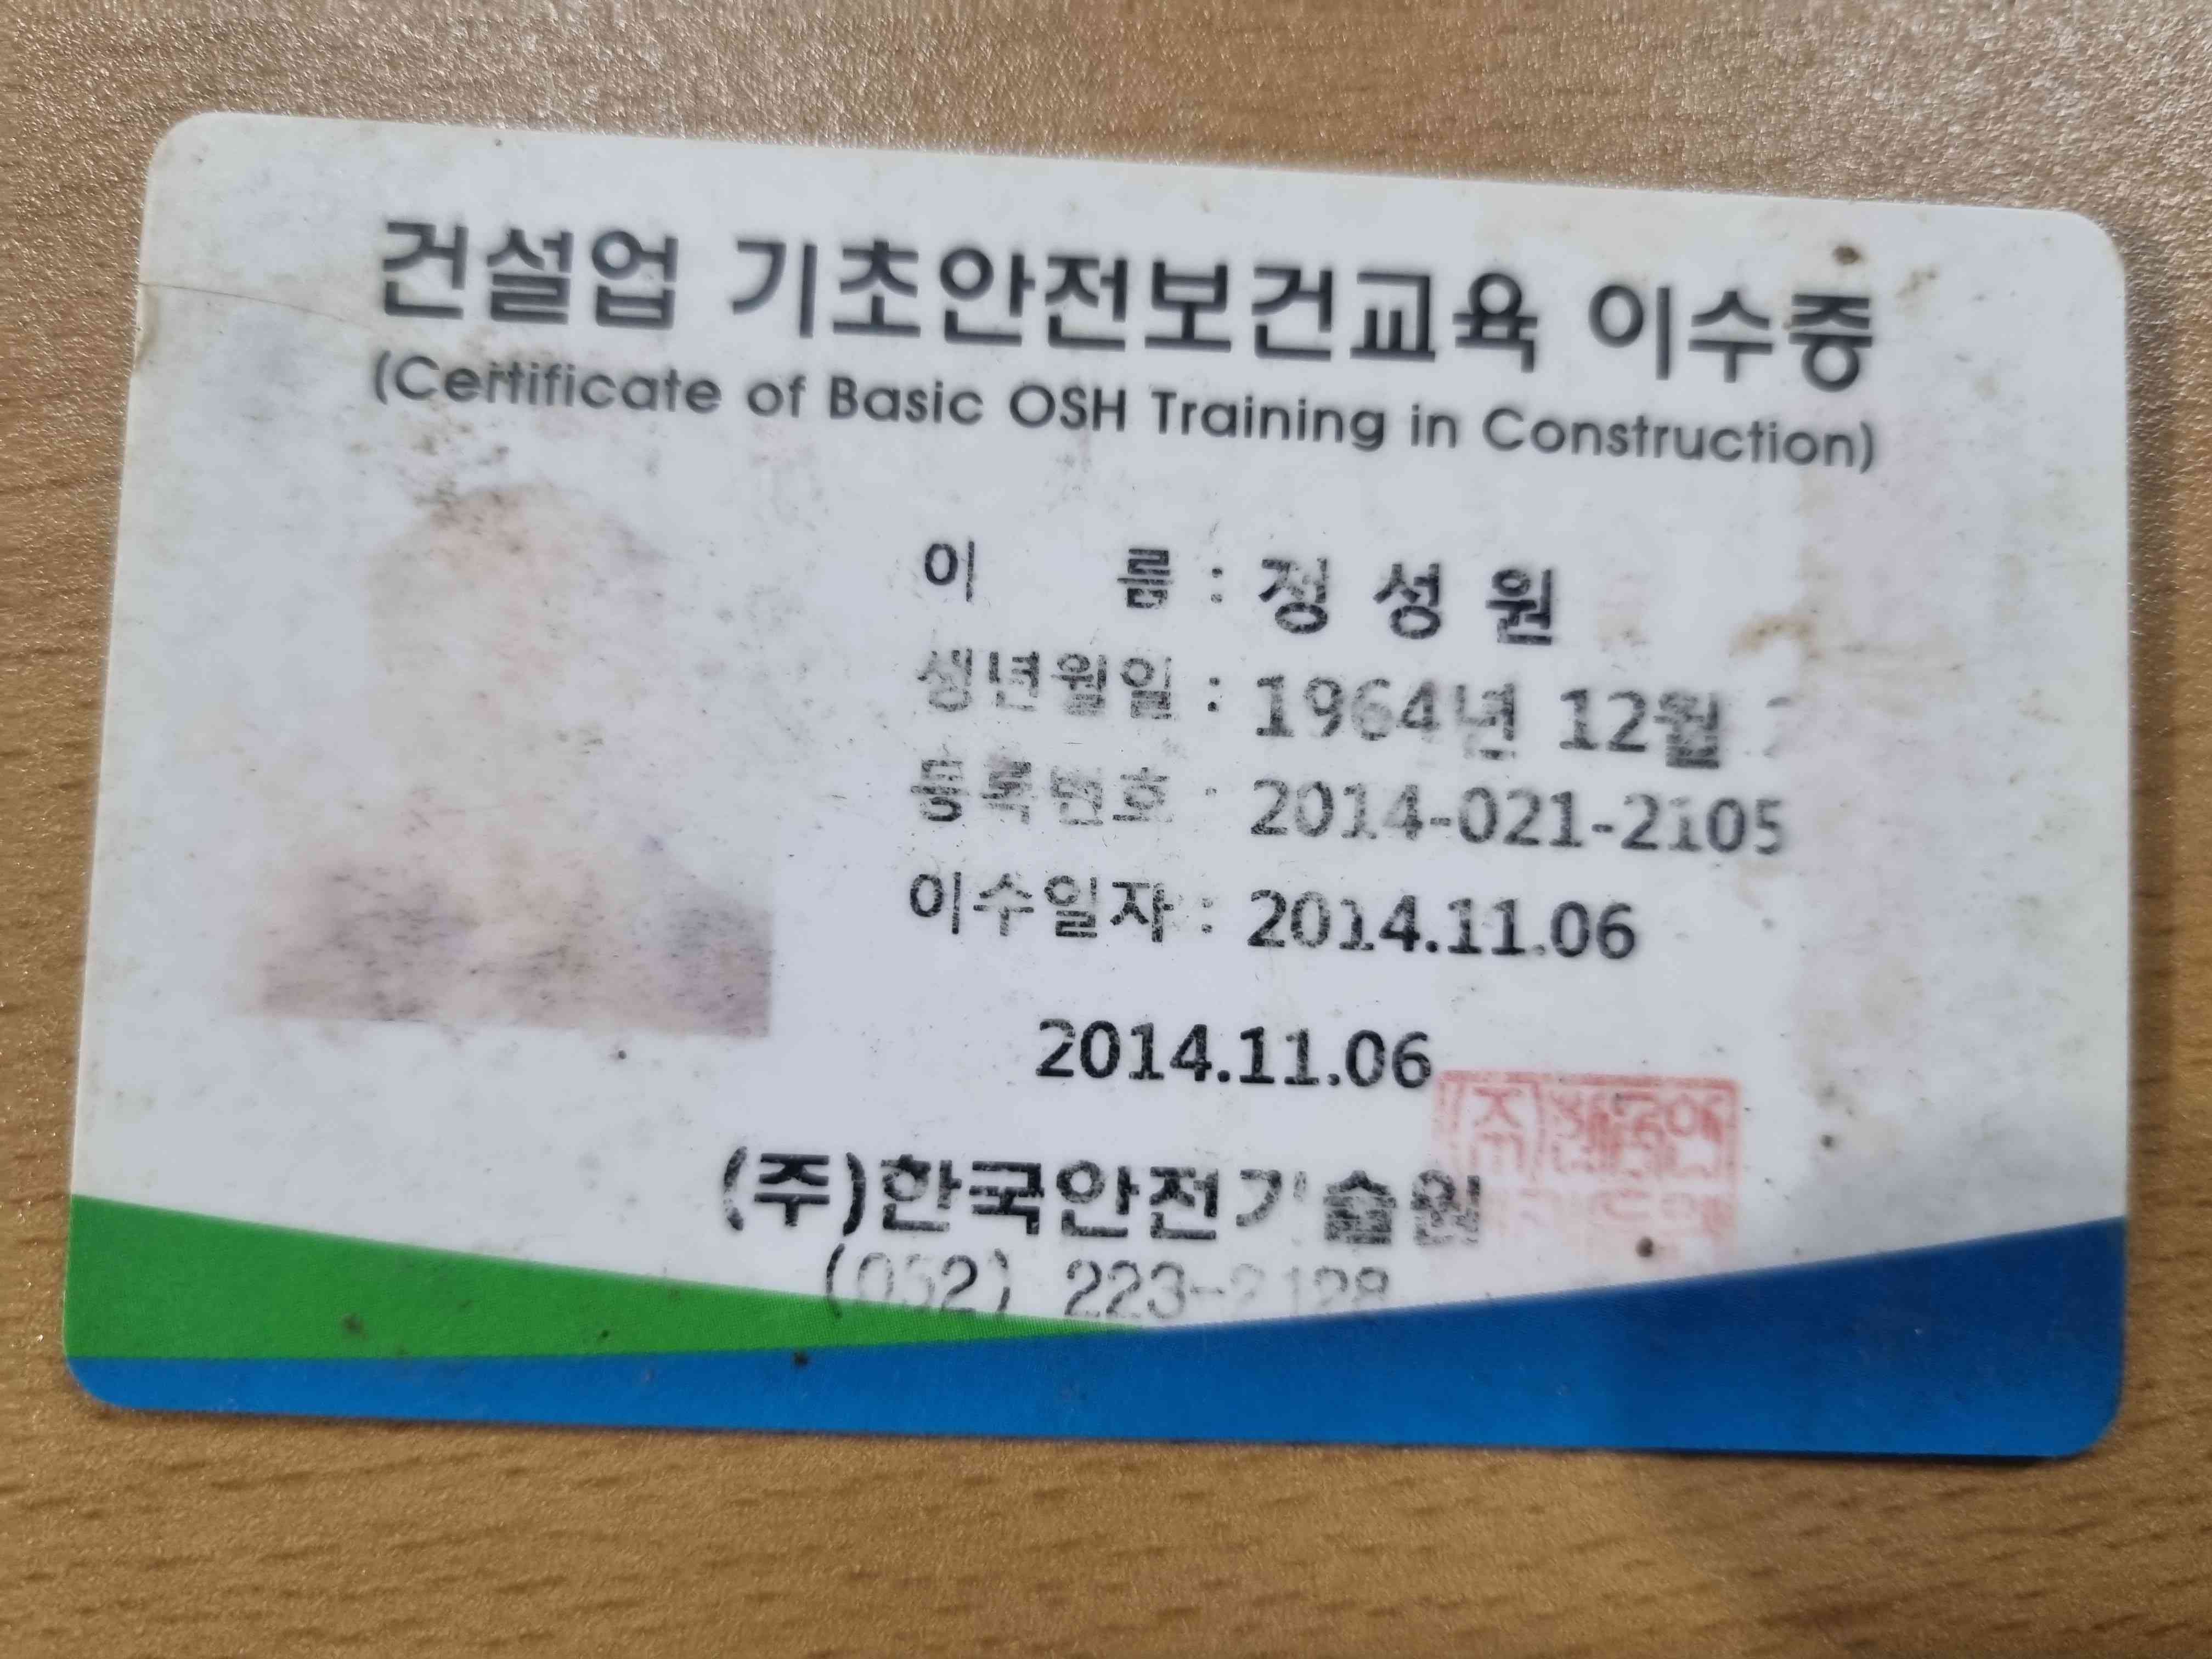 건설업 기초안전보건교육 이수증
(Certificate of Basic OSH Training in Construction)
이 름 : 정 성 원
생년월일 : 1964년 12월
등록번호 : 2014-021-2105
이수일자 : 2014.11.06
2014.11.06
(주)한국안전기술원
(052) 223-2128